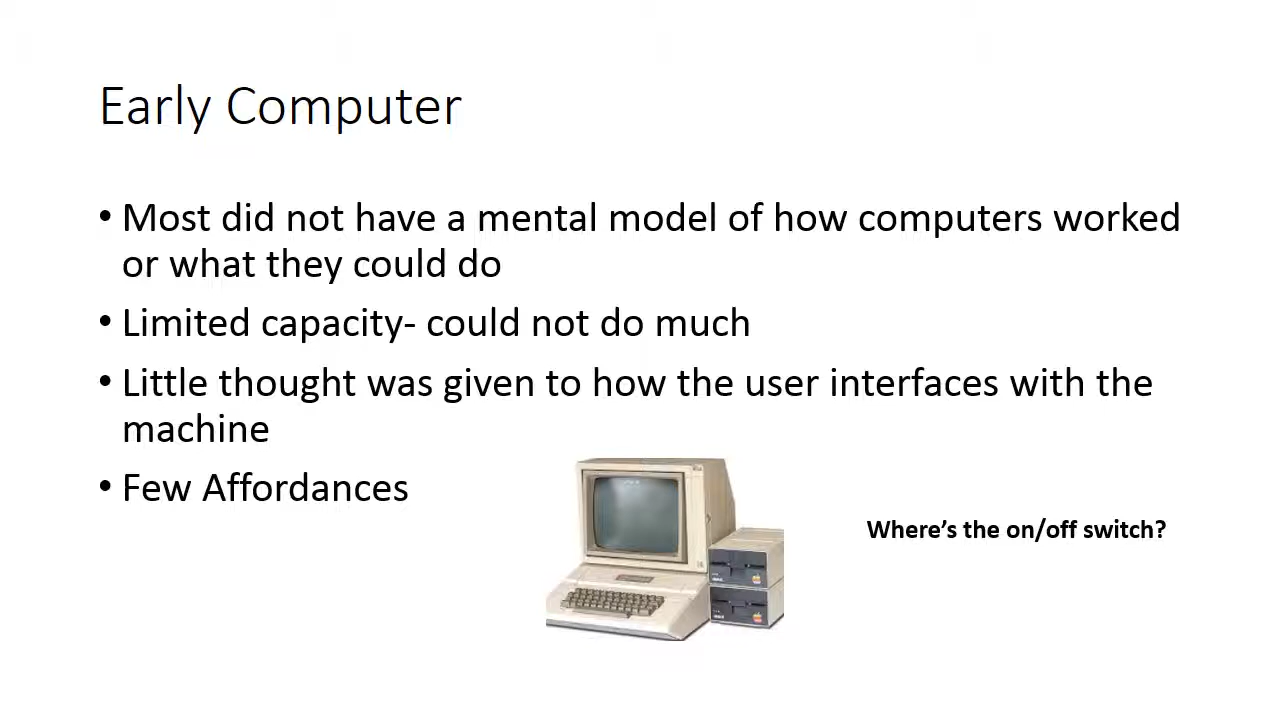 Early Computer
• Most did not have a mental model of how computers worked
or what they could do
• Limited capacity- could not do much
• Little thought was given to how the user interfaces with the
machine
• Few Affordances
Where's the on/off switch?